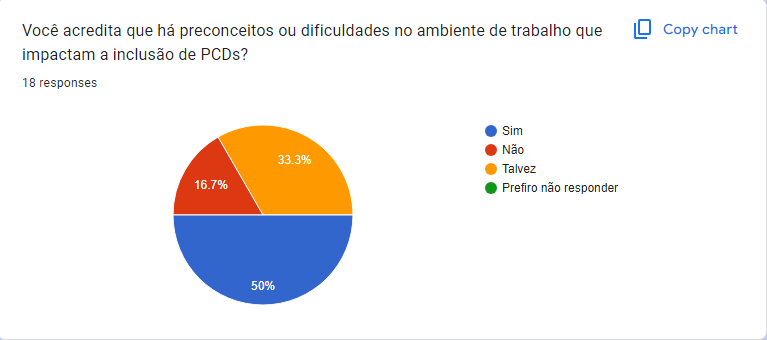 Você acredita que há preconceitos ou dificuldades no ambiente de trabalho que
impactam a inclusão de PCDs?
Copy chart
18 responses
33.3%
16.7%
50%
Sim
Não
Talvez
Prefiro não responder